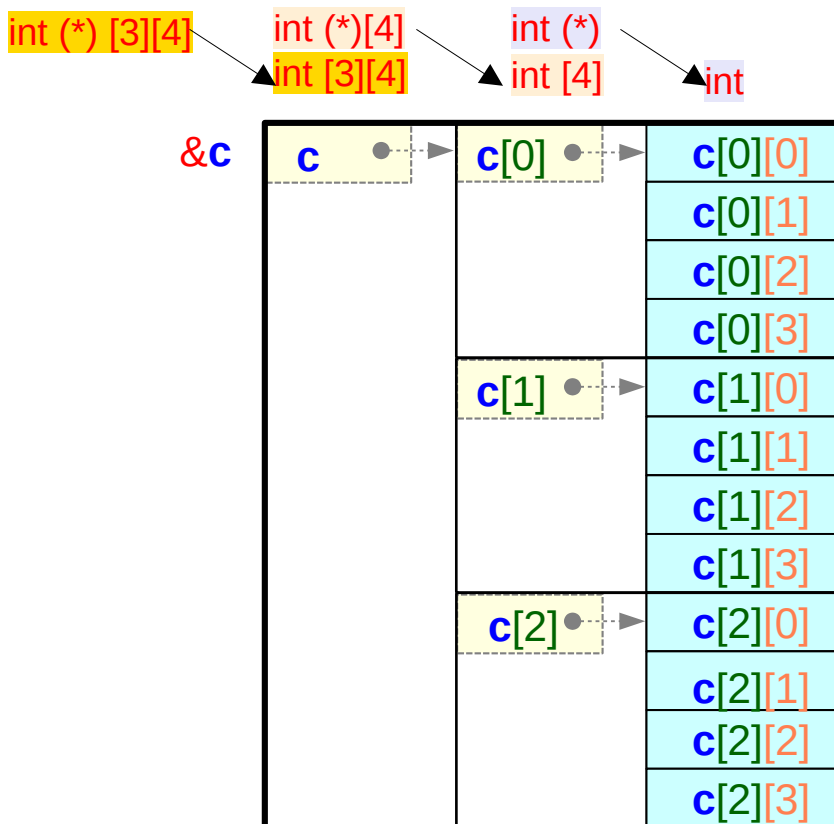 int (*) [3][4] int (*)[4] int (*)
int [3][4] int [4] int
&c c c[0] c[0][0]
c[0][1]
c[0][2]
c[0][3]
c[1] c[1][0]
c[1][1]
c[1][2]
c[1][3]
c[2] c[2][0]
c[2][1]
c[2][2]
c[2][3]